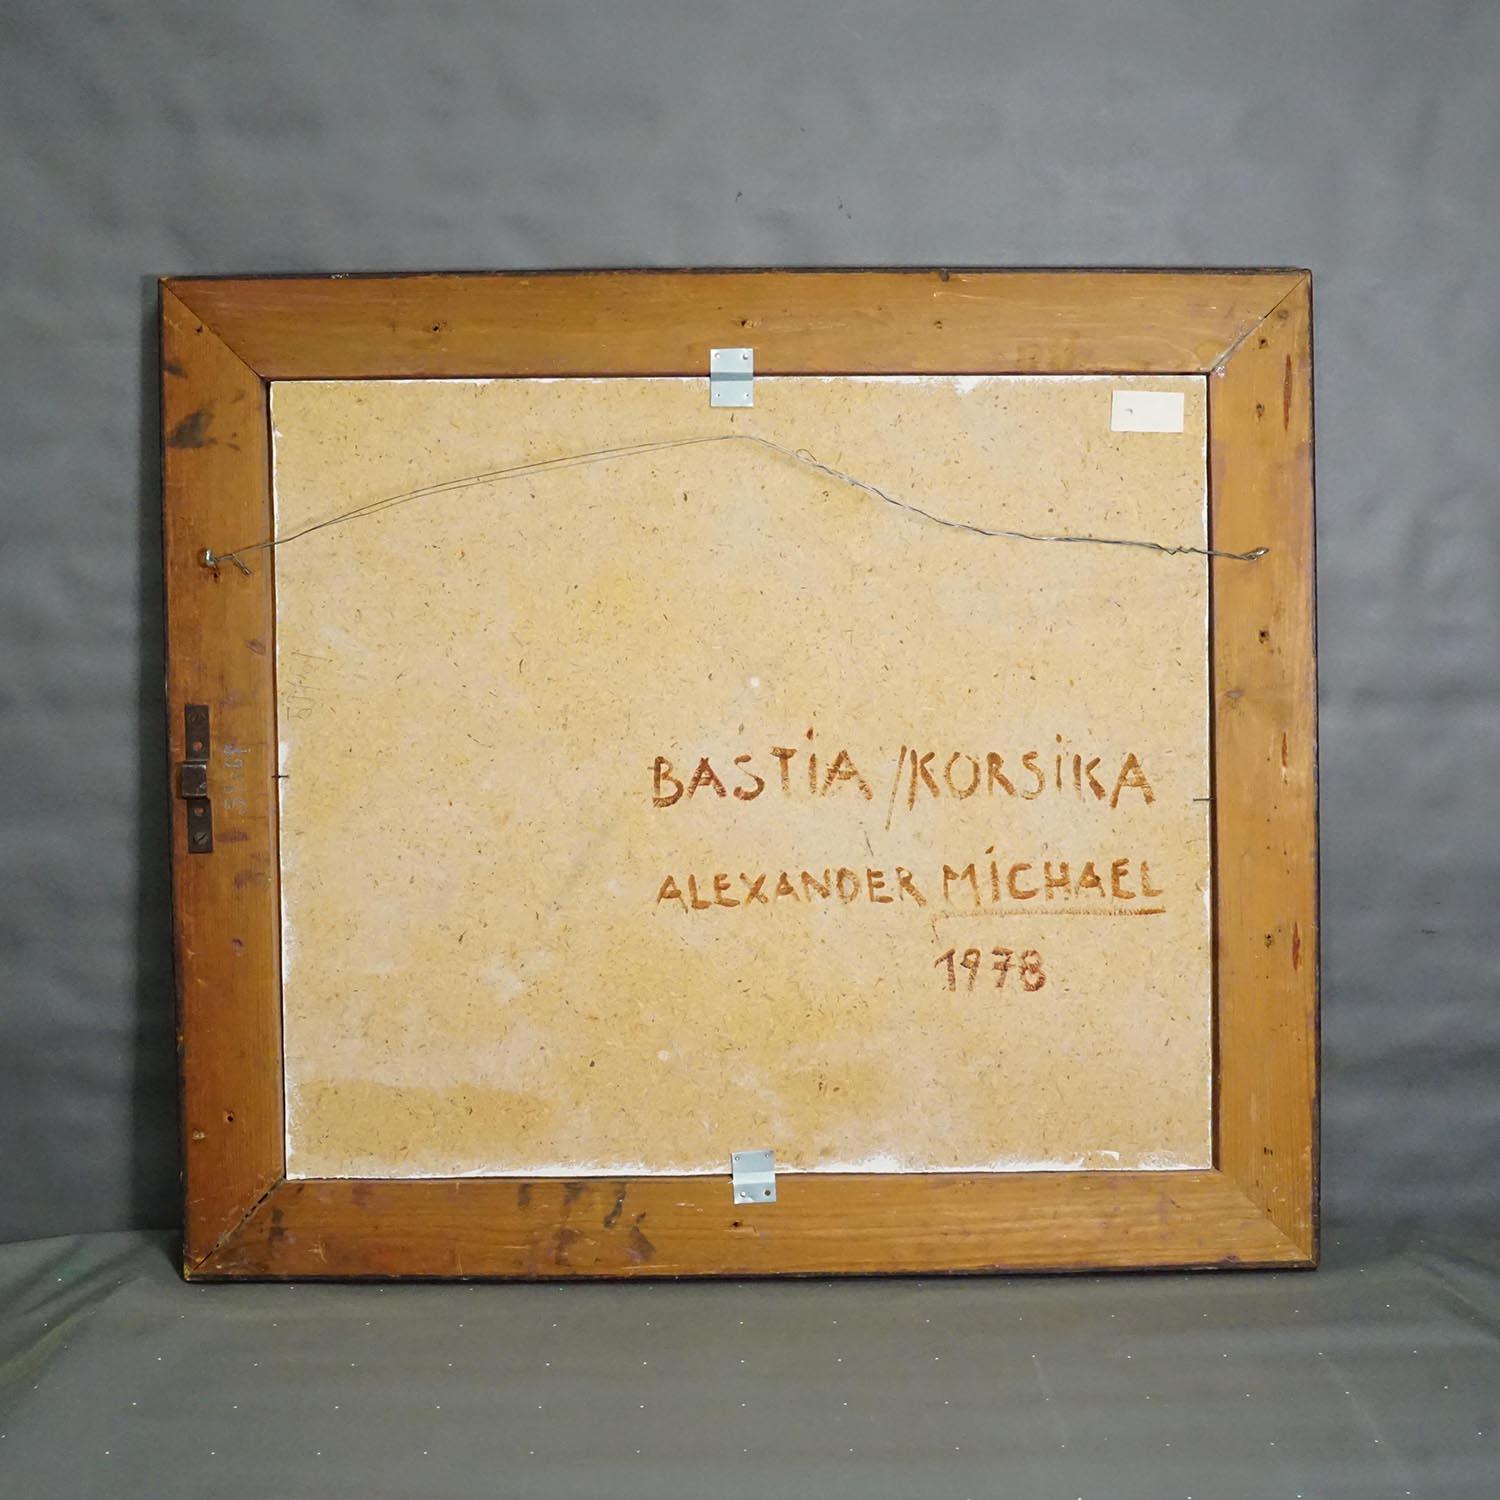 BASTiA /KORSiKA
ALEXANDER MiCHAEL
1978